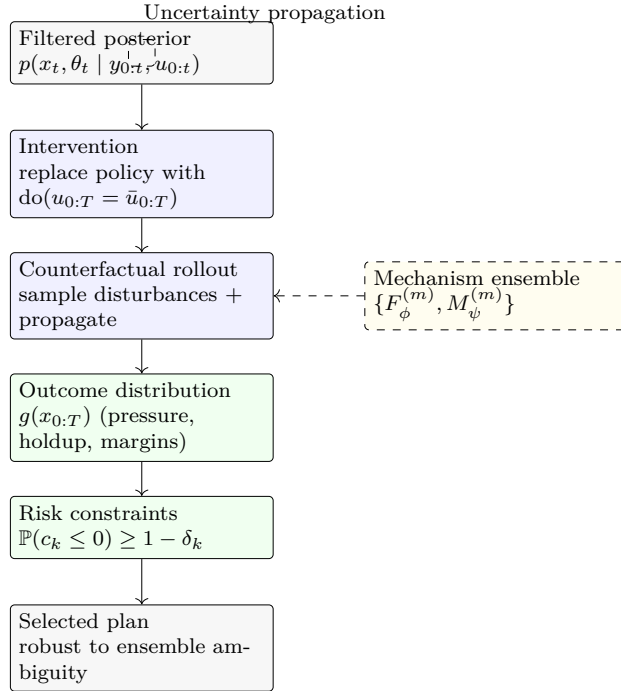 Uncertainty propagation
Filtered posterior
p(x_t, θ_t | y_{0:t}, u_{0:t})
Intervention
replace policy with
do(u_{0:T} = ū_{0:T})
Counterfactual rollout
sample disturbances +
propagate
Mechanism ensemble
{F_ϕ^{(m)}, M_ψ^{(m)}}
Outcome distribution
g(x_{0:T}) (pressure,
holdup, margins)
Risk constraints
ℙ(c_k ≤ 0) ≥ 1 − δ_k
Selected plan
robust to ensemble am-
biguity